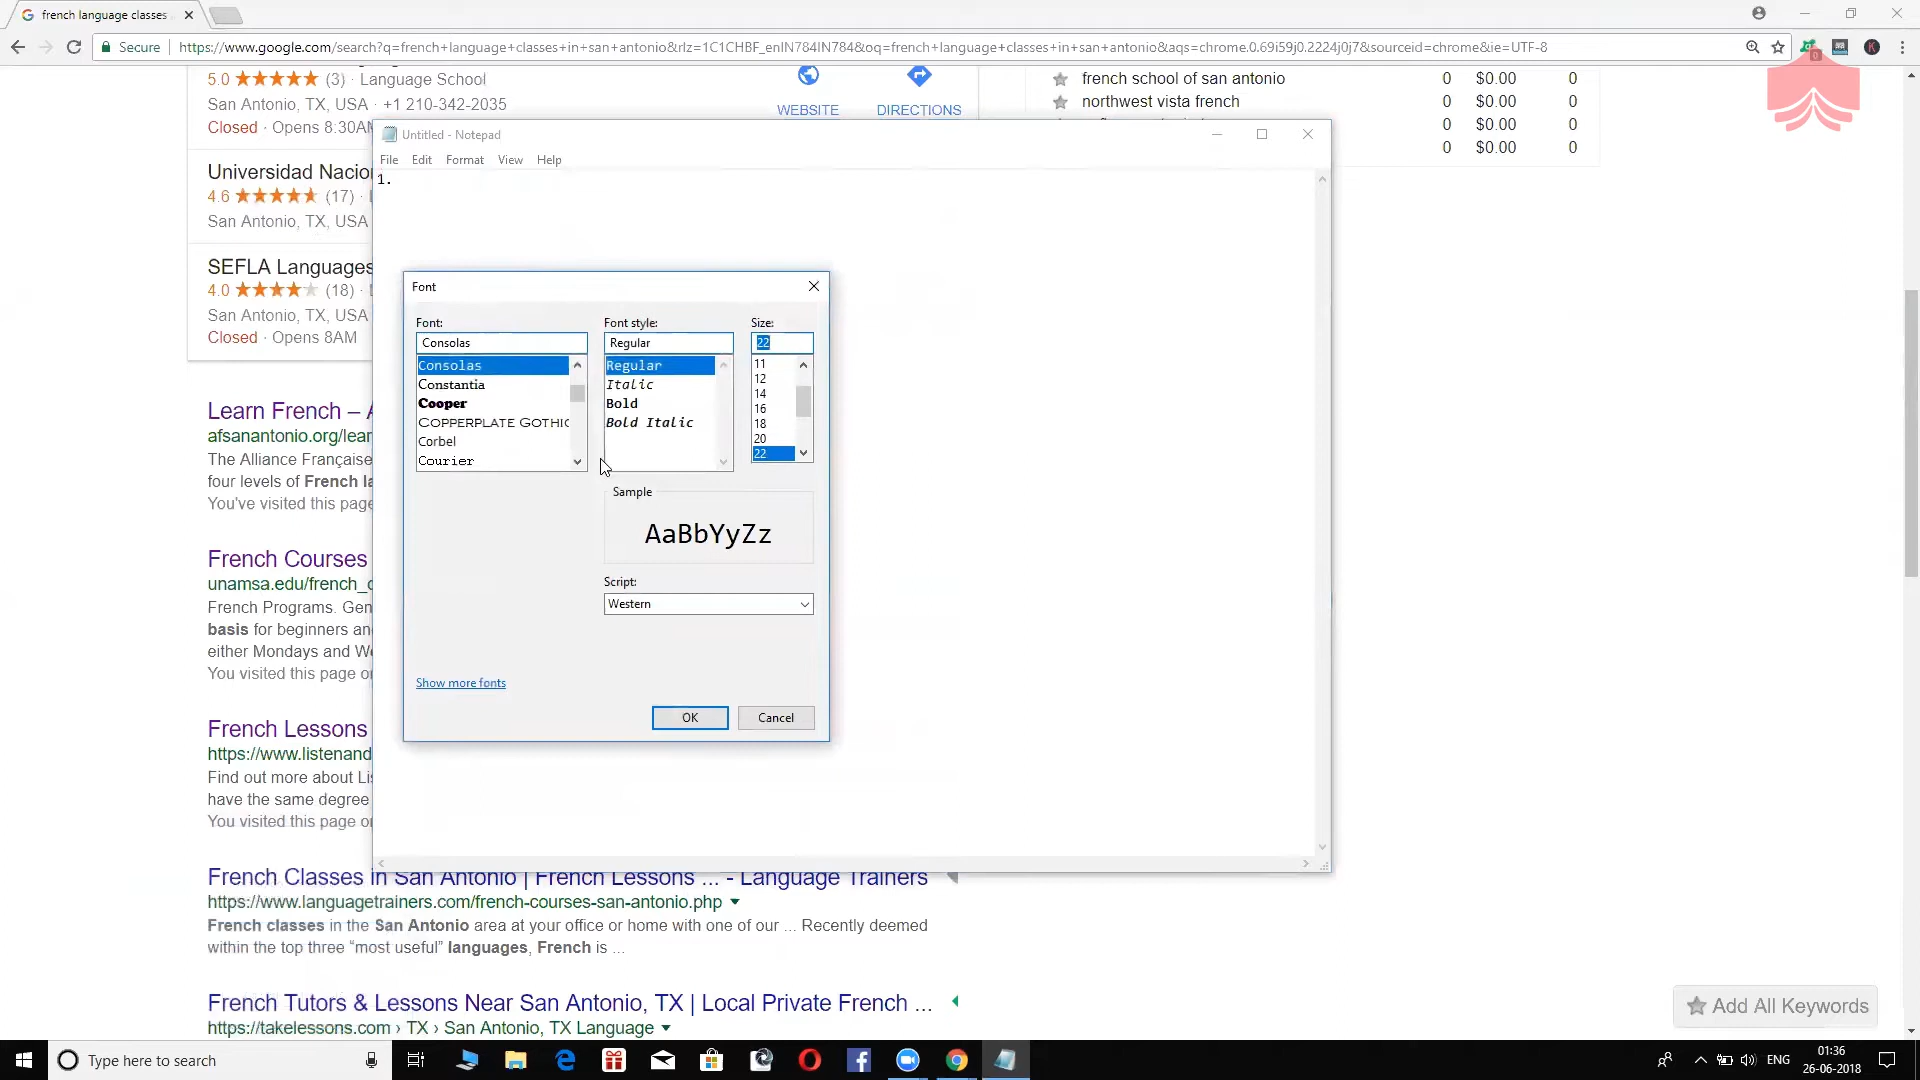 french language classes
Secure
https://www.google.com/search?q=french+language+classes+in+san+antonio&rlz=1C1CHBF_enIN784IN784&oq=french+language+classes+in+san+antonio&aqs=chrome.0.69i59j0.2224j0j7&sourceid=chrome&ie=UTF-8
5.0 (3) · Language School
San Antonio, TX, USA · +1 210-342-2035
Closed · Opens 8:30AM
WEBSITE
DIRECTIONS
french school of san antonio 0 $0.00 0
northwest vista french 0 $0.00 0
0 $0.00 0
0 $0.00 0
Universidad Nacio
4.6 (17) ·
San Antonio, TX, USA
SEFLA Languages
4.0 (18) ·
San Antonio, TX, USA
Closed · Opens 8AM
Untitled - Notepad
File Edit Format View Help
1.
Font
Font:
Consolas
Consolas
Constantia
Cooper
Copperplate Gothic
Corbel
Courier
Font style:
Regular
Regular
Italic
Bold
Bold Italic
Size:
22
11
12
14
16
18
20
22
Sample
AaBbYyZz
Script:
Western
Show more fonts
OK
Cancel
Learn French – A
afsanantonio.org/lear
The Alliance Française
four levels of French la
You've visited this page
French Courses
unamsa.edu/french_c
French Programs. Gen
basis for beginners an
either Mondays and We
You visited this page o
French Lessons
https://www.listenand
Find out more about Lis
have the same degree
You visited this page o
French Classes in San Antonio | French Lessons ... - Language Trainers
https://www.languagetrainers.com/french-courses-san-antonio.php
French classes in the San Antonio area at your office or home with one of our ... Recently deemed
within the top three “most useful” languages, French is ...
French Tutors & Lessons Near San Antonio, TX | Local Private French ...
https://takelessons.com › TX › San Antonio, TX Language
Add All Keywords
Type here to search
ENG
01:36
26-06-2018